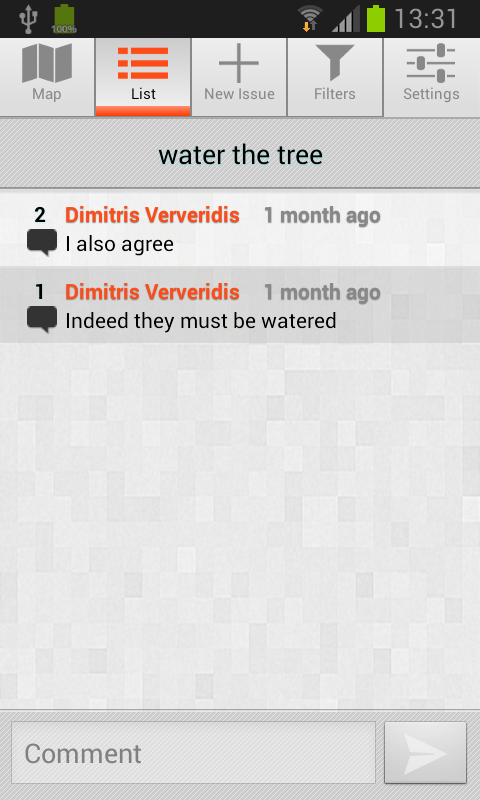 100%
13:31
Map
List
New Issue
Filters
Settings
water the tree
2 Dimitris Ververidis 1 month ago
I also agree
1 Dimitris Ververidis 1 month ago
Indeed they must be watered
Comment